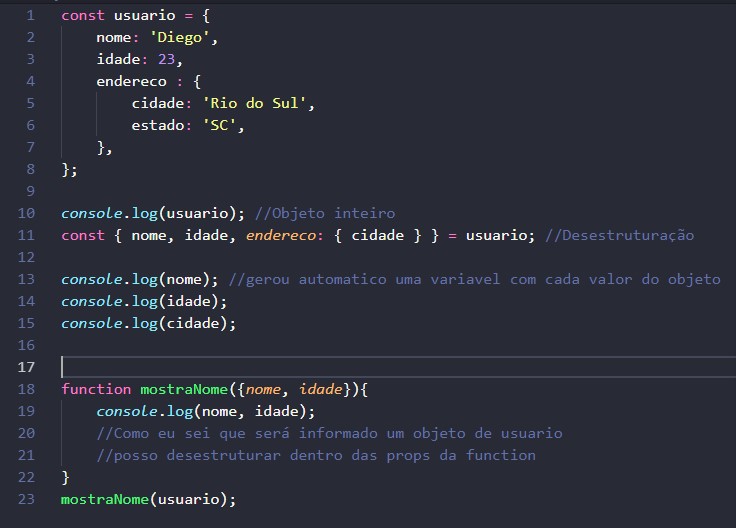 1 const usuario = {
2     nome: 'Diego',
3     idade: 23,
4     endereco : {
5         cidade: 'Rio do Sul',
6         estado: 'SC',
7     },
8 };
9
10 console.log(usuario); //Objeto inteiro
11 const { nome, idade, endereco: { cidade } } = usuario; //Desestruturação
12
13 console.log(nome); //gerou automatico uma variavel com cada valor do objeto
14 console.log(idade);
15 console.log(cidade);
16
17
18 function mostraNome({nome, idade}){
19     console.log(nome, idade);
20     //Como eu sei que será informado um objeto de usuario
21     //posso desestruturar dentro das props da function
22 }
23 mostraNome(usuario);